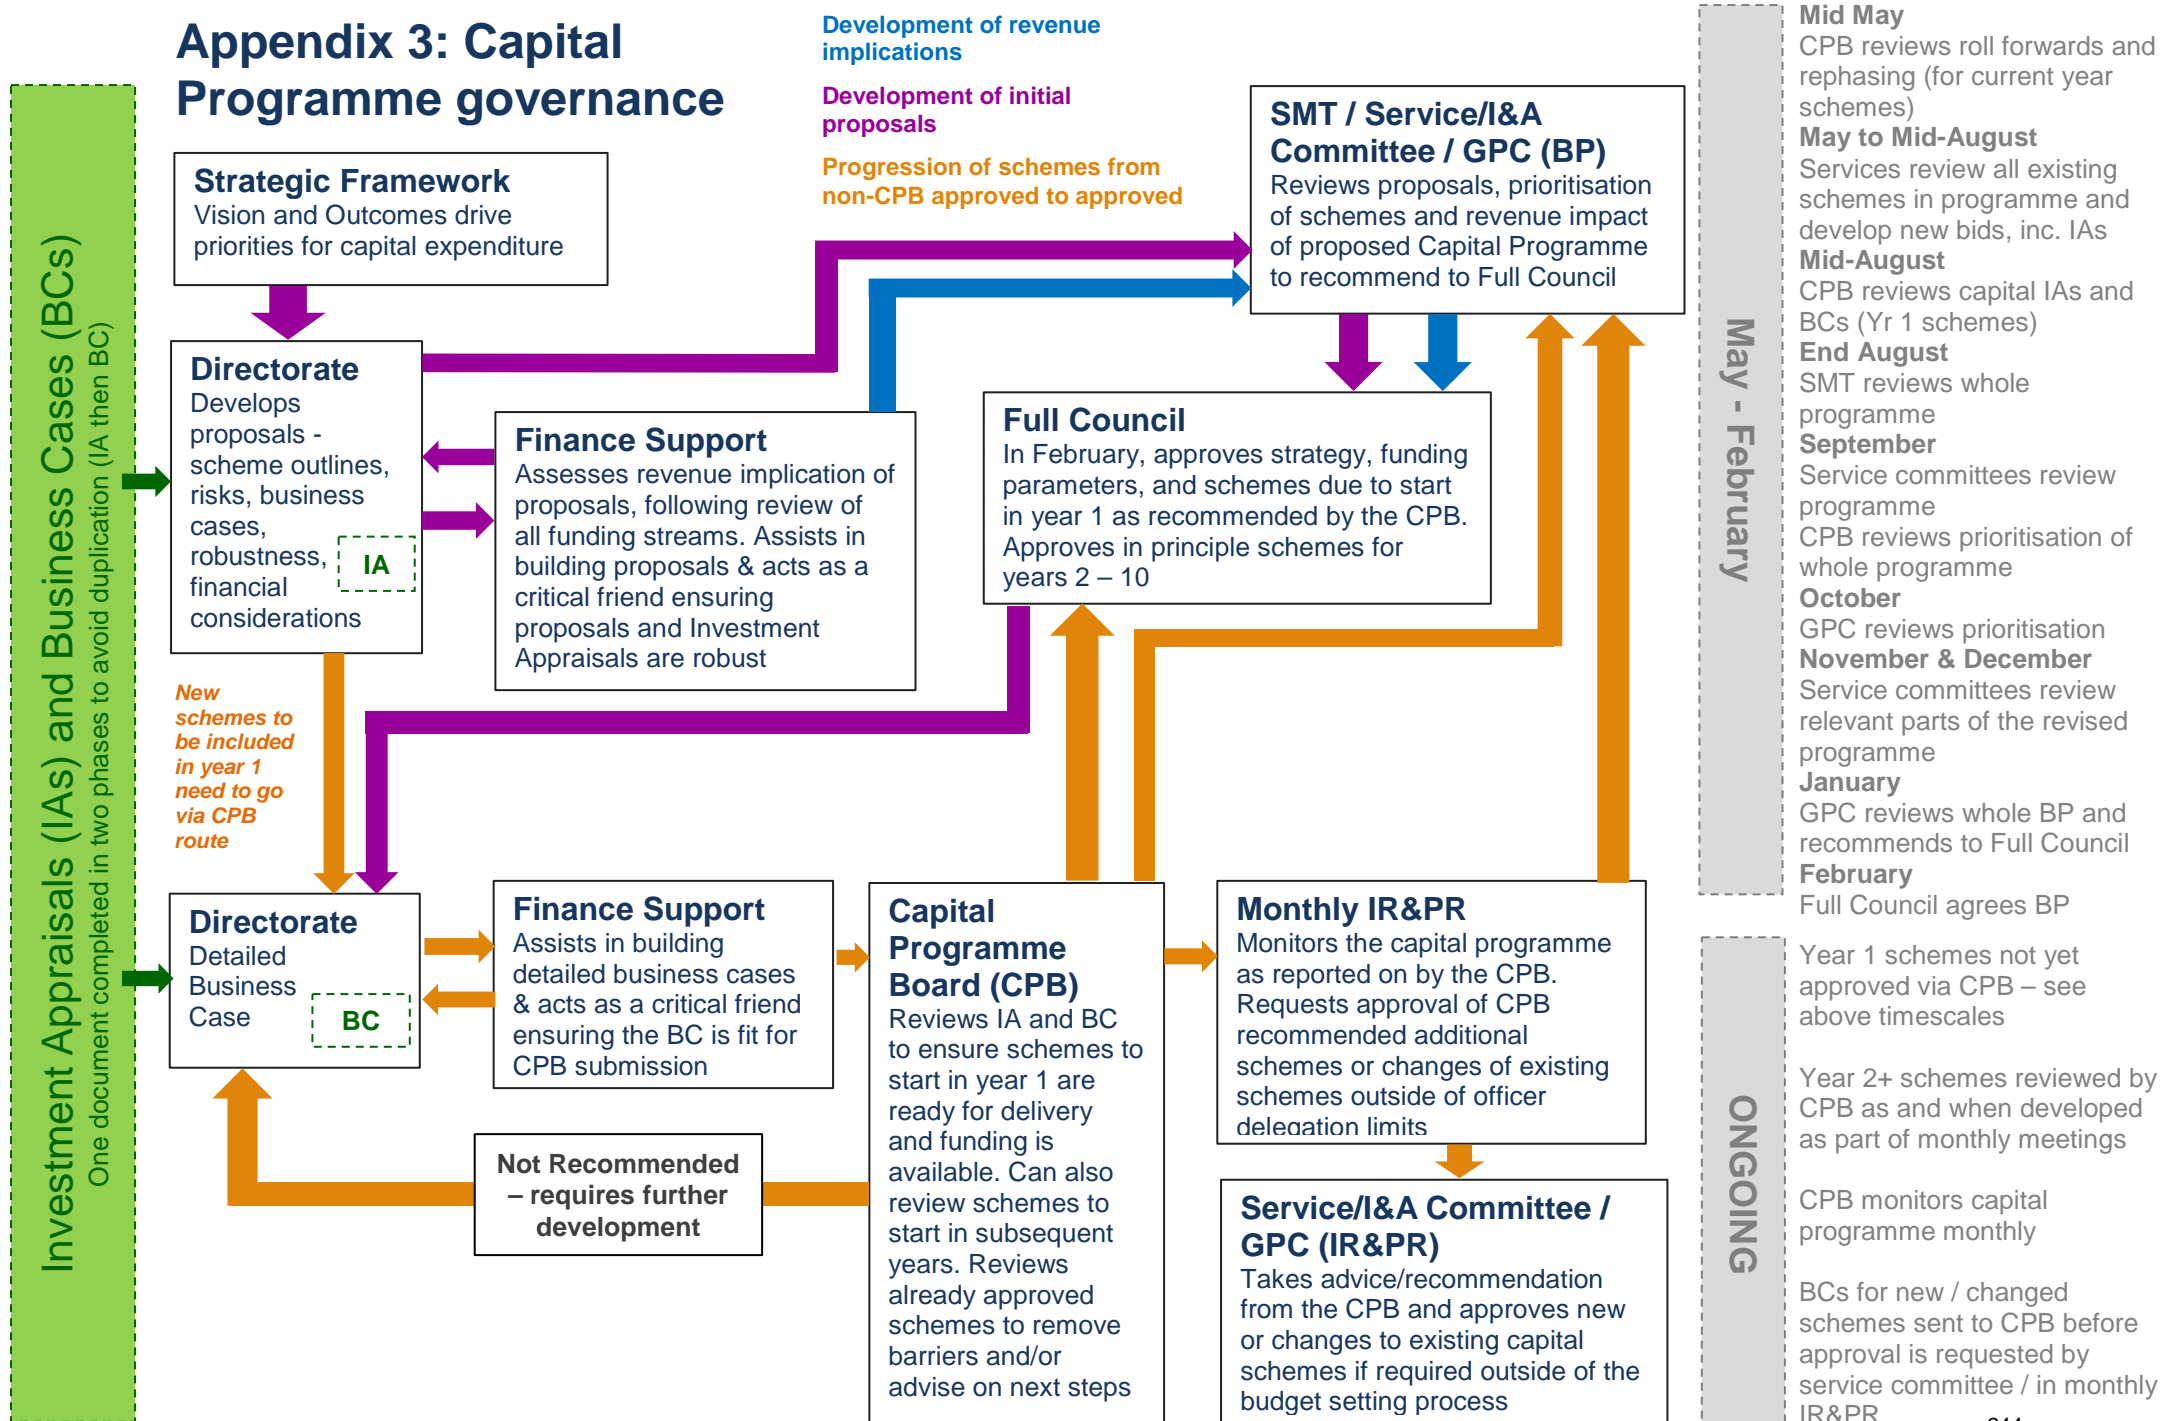 Appendix 3: Capital
Programme governance
Development of revenue
implications
Development of initial
proposals
Progression of schemes from
non-CPB approved to approved
Investment Appraisals (IAs) and Business Cases (BCs)
One document completed in two phases to avoid duplication (IA then BC)
Strategic Framework
Vision and Outcomes drive
priorities for capital expenditure
SMT / Service/I&A
Committee / GPC (BP)
Reviews proposals, prioritisation
of schemes and revenue impact
of proposed Capital Programme
to recommend to Full Council
Directorate
Develops
proposals -
scheme outlines,
risks, business
cases,
robustness,
financial
considerations
IA
Finance Support
Assesses revenue implication of
proposals, following review of
all funding streams. Assists in
building proposals & acts as a
critical friend ensuring
proposals and Investment
Appraisals are robust
Full Council
In February, approves strategy, funding
parameters, and schemes due to start
in year 1 as recommended by the CPB.
Approves in principle schemes for
years 2 – 10
New
schemes to
be included
in year 1
need to go
via CPB
route
Directorate
Detailed
Business
Case
BC
Finance Support
Assists in building
detailed business cases
& acts as a critical friend
ensuring the BC is fit for
CPB submission
Capital
Programme
Board (CPB)
Reviews IA and BC
to ensure schemes to
start in year 1 are
ready for delivery
and funding is
available. Can also
review schemes to
start in subsequent
years. Reviews
already approved
schemes to remove
barriers and/or
advise on next steps
Monthly IR&PR
Monitors the capital programme
as reported on by the CPB.
Requests approval of CPB
recommended additional
schemes or changes of existing
schemes outside of officer
delegation limits
Not Recommended
– requires further
development
Service/I&A Committee /
GPC (IR&PR)
Takes advice/recommendation
from the CPB and approves new
or changes to existing capital
schemes if required outside of the
budget setting process
May - February
Mid May
CPB reviews roll forwards and
rephasing (for current year
schemes)
May to Mid-August
Services review all existing
schemes in programme and
develop new bids, inc. IAs
Mid-August
CPB reviews capital IAs and
BCs (Yr 1 schemes)
End August
SMT reviews whole
programme
September
Service committees review
programme
CPB reviews prioritisation of
whole programme
October
GPC reviews prioritisation
November & December
Service committees review
relevant parts of the revised
programme
January
GPC reviews whole BP and
recommends to Full Council
February
Full Council agrees BP
ONGOING
Year 1 schemes not yet
approved via CPB – see
above timescales
Year 2+ schemes reviewed by
CPB as and when developed
as part of monthly meetings
CPB monitors capital
programme monthly
BCs for new / changed
schemes sent to CPB before
approval is requested by
service committee / in monthly
IR&PR